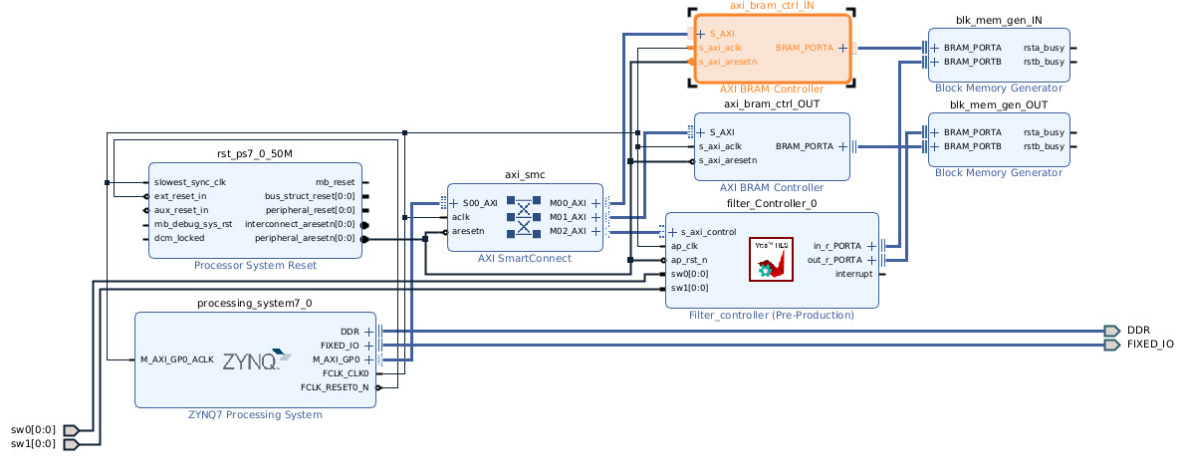 axi_bram_ctrl_IN
S_AXI
s_axi_aclk
s_axi_aresetn
BRAM_PORTA
AXI BRAM Controller
blk_mem_gen_IN
BRAM_PORTA
BRAM_PORTB
rsta_busy
rstb_busy
Block Memory Generator
axi_bram_ctrl_OUT
S_AXI
s_axi_aclk
s_axi_aresetn
BRAM_PORTA
AXI BRAM Controller
blk_mem_gen_OUT
BRAM_PORTA
BRAM_PORTB
rsta_busy
rstb_busy
Block Memory Generator
rst_ps7_0_50M
slowest_sync_clk
ext_reset_in
aux_reset_in
mb_debug_sys_rst
dcm_locked
mb_reset
bus_struct_reset[0:0]
peripheral_reset[0:0]
interconnect_aresetn[0:0]
peripheral_aresetn[0:0]
Processor System Reset
axi_smc
S00_AXI
aclk
aresetn
M00_AXI
M01_AXI
M02_AXI
AXI SmartConnect
filter_Controller_0
s_axi_control
ap_clk
ap_rst_n
sw0[0:0]
sw1[0:0]
HLS
in_r_PORTA
out_r_PORTA
interrupt
Filter_controller (Pre-Production)
processing_system7_0
M_AXI_GP0_ACLK
ZYNQ
DDR
FIXED_IO
M_AXI_GP0
FCLK_CLK0
FCLK_RESET0_N
ZYNQ7 Processing System
DDR
FIXED_IO
sw0[0:0]
sw1[0:0]